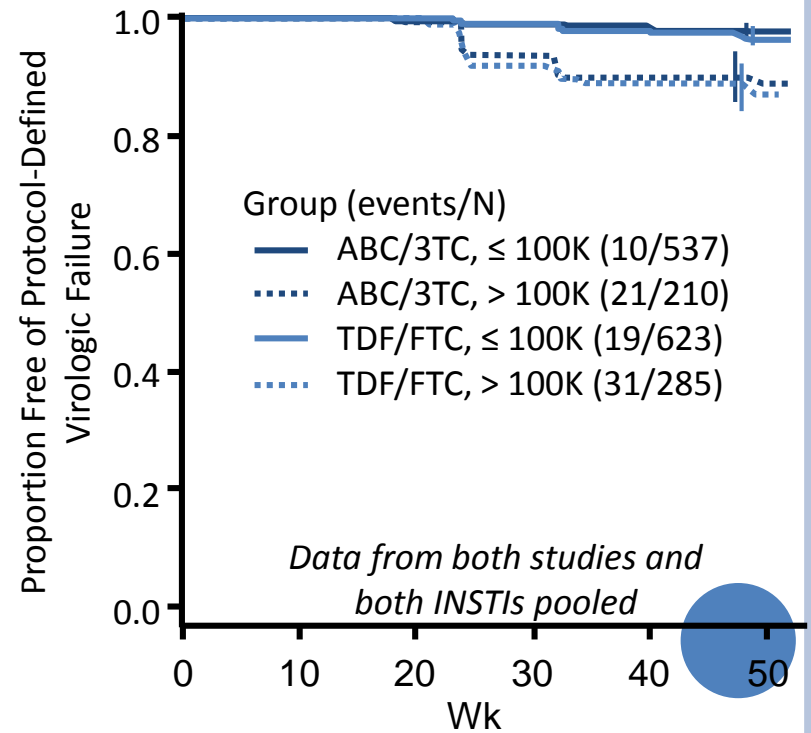 Proportion Free of Protocol-Defined
Virologic Failure
1.0
0.8
0.6
0.4
0.2
0.0
Group (events/N)
ABC/3TC, ≤ 100K (10/537)
ABC/3TC, > 100K (21/210)
TDF/FTC, ≤ 100K (19/623)
TDF/FTC, > 100K (31/285)
Data from both studies and
both INSTIs pooled
0 10 20 30 40 50
Wk